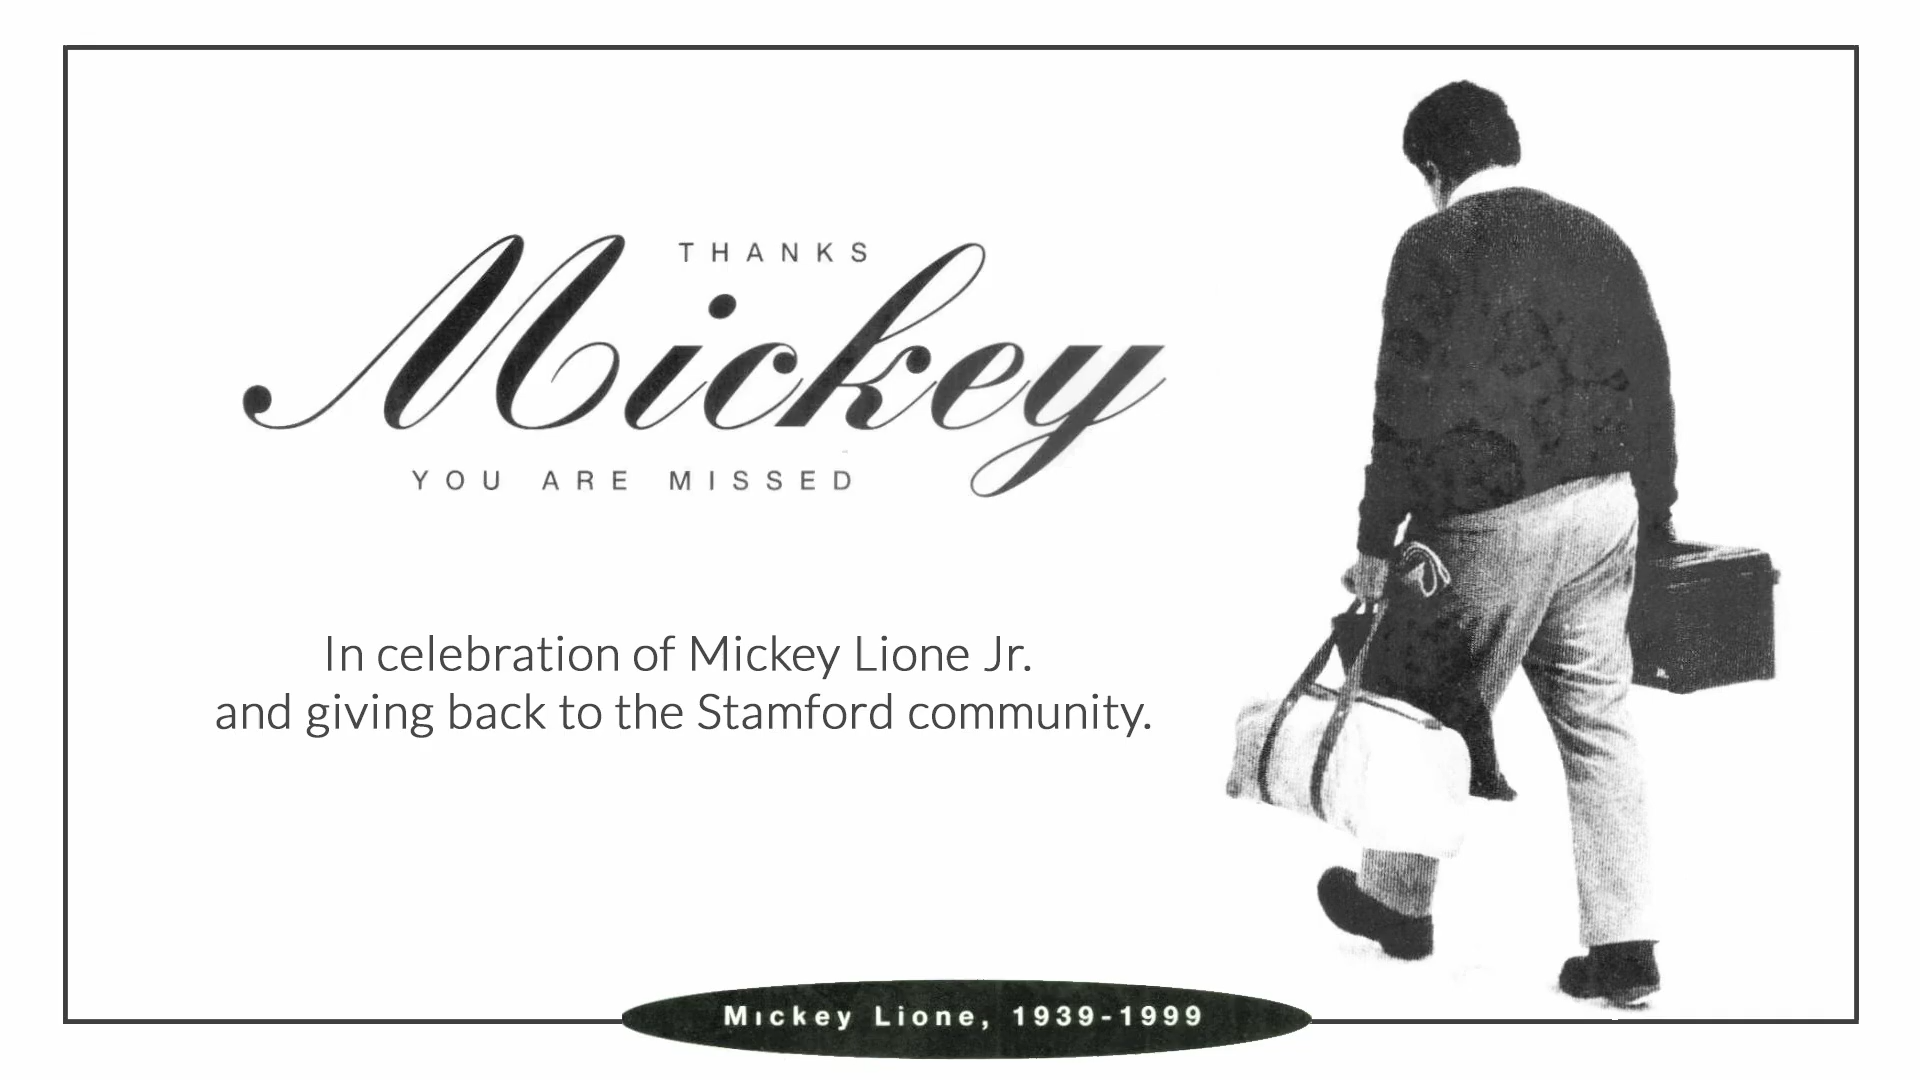 THANKS
Mickey
YOU ARE MISSED
In celebration of Mickey Lione Jr.
and giving back to the Stamford community.
Mickey Lione, 1939-1999